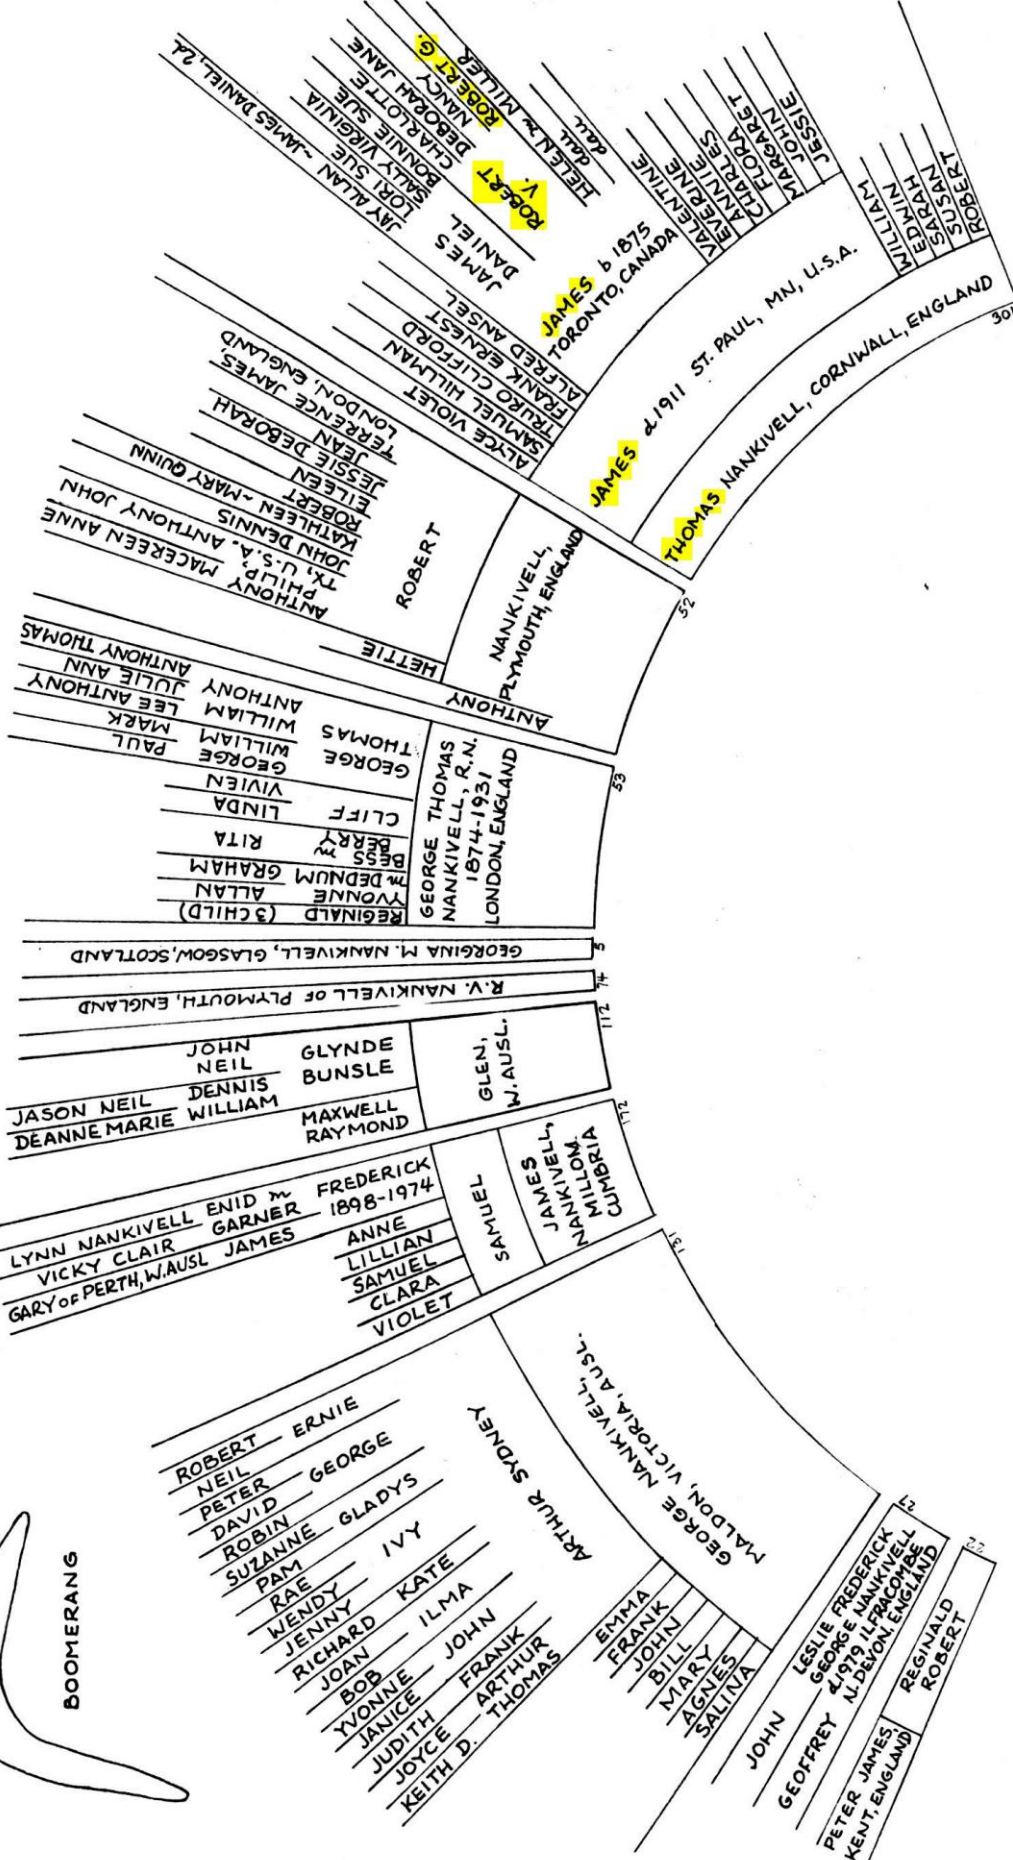 JAMES DANIEL, 2d
JAY ALLAN ~
LORI SUE
SALLY VIRGINIA
BONNIE SUE
CHARLOTTE
DEBORAH JANE
NANCY
ROBERT G.
JAMES
DANIEL
ROBERT
V.
HELEN m MILLER
dau
dau
JAMES b 1875
TORONTO, CANADA
VALENTINE
EVERINE
ANNIE
CHARLES
FLORA
MARGARET
JOHN
JESSIE
ALFRED ANSEL
FRANK ERNEST
TRURO CLIFFORD
SAMUEL HILLMAN
ALYCE VIOLET
JAMES d 1911 ST. PAUL, MN, U.S.A.
WILLIAM
EDWIN
SARAH
SUSAN
ROBERT
THOMAS NANKIVELL, CORNWALL, ENGLAND
301
TERRENCE JAMES,
LONDON, ENGLAND
JEAN
JESSIE DEBORAH
EILEEN
ROBERT
KATHLEEN ~ MARY QUINN
JOHN DENNIS
TX, U.S.A. ANTHONY JOHN
PHILIP,
ANTHONY MACEREEN ANNE
ROBERT
HETTIE
NANKIVELL,
PLYMOUTH, ENGLAND
ANTHONY
52
ANTHONY THOMAS
JULIE ANN ANTHONY
LEE ANTHONY WILLIAM
MARK WILLIAM
PAUL GEORGE
THOMAS
GEORGE
VIVIEN
LINDA CLIFF
RITA BESS m
BERRY
GRAHAM m DEDNUM
ALLAN YVONNE
(3 CHILD) REGINALD
GEORGE THOMAS
NANKIVELL, R.N.
1874-1931
LONDON, ENGLAND
53
GEORGINA M. NANKIVELL, GLASGOW, SCOTLAND
5
R.V. NANKIVELL OF PLYMOUTH, ENGLAND
74
JOHN
NEIL
GLYNDE
BUNSLE
JASON NEIL DENNIS
DEANNE MARIE WILLIAM
MAXWELL
RAYMOND
GLEN,
W. AUSL.
112
LYNN NANKIVELL ENID m
VICKY CLAIR GARNER
GARY OF PERTH, W.AUSL JAMES
FREDERICK
1898-1974
ANNE
LILLIAN
SAMUEL
CLARA
VIOLET
SAMUEL
JAMES
NANKIVELL,
MILLOM.
CUMBRIA
172
ROBERT ERNIE
NEIL
PETER GEORGE
DAVID
ROBIN
SUZANNE GLADYS
PAM
RAE IVY
WENDY
JENNY
RICHARD KATE
JOAN ILMA
BOB
YVONNE JOHN
JANICE
JUDITH FRANK
JOYCE ARTHUR
KEITH D. THOMAS
ARTHUR SYDNEY
EMMA
FRANK
JOHN
BILL
MARY
AGNES
SALINA
GEORGE NANKIVELL,
MALDON, VICTORIA, AUSL.
131
JOHN
GEOFFREY
LESLIE FREDERICK
GEORGE NANKIVELL
d.1979 ILFRACOMBE
N. DEVON, ENGLAND
27
PETER JAMES,
KENT, ENGLAND
REGINALD
ROBERT
22
BOOMERANG